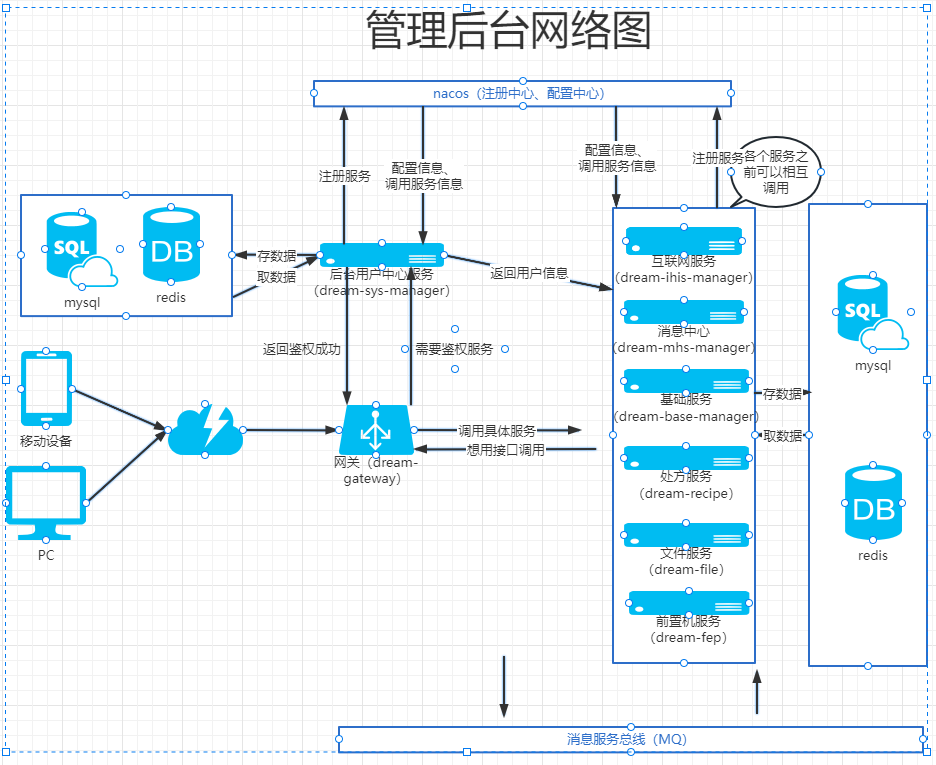 管理后台网络图
nacos（注册中心、配置中心）
注册服务
配置信息、
调用服务信息
配置信息、
调用服务信息
注册服务
各个服务之
前可以相互
调用
SQL
mysql
DB
redis
存数据
取数据
后台用户中心服务
（dream-sys-manager）
返回用户信息
互联网服务
（dream-ihis-manager）
消息中心
（dream-mhs-manager）
基础服务
（dream-base-manager）
处方服务
（dream-recipe）
文件服务
（dream-file）
前置机服务
（dream-fep）
存数据
取数据
SQL
mysql
DB
redis
返回鉴权成功
需要鉴权服务
移动设备
PC
网关（dream-
gateway）
调用具体服务
想用接口调用
消息服务总线（MQ）